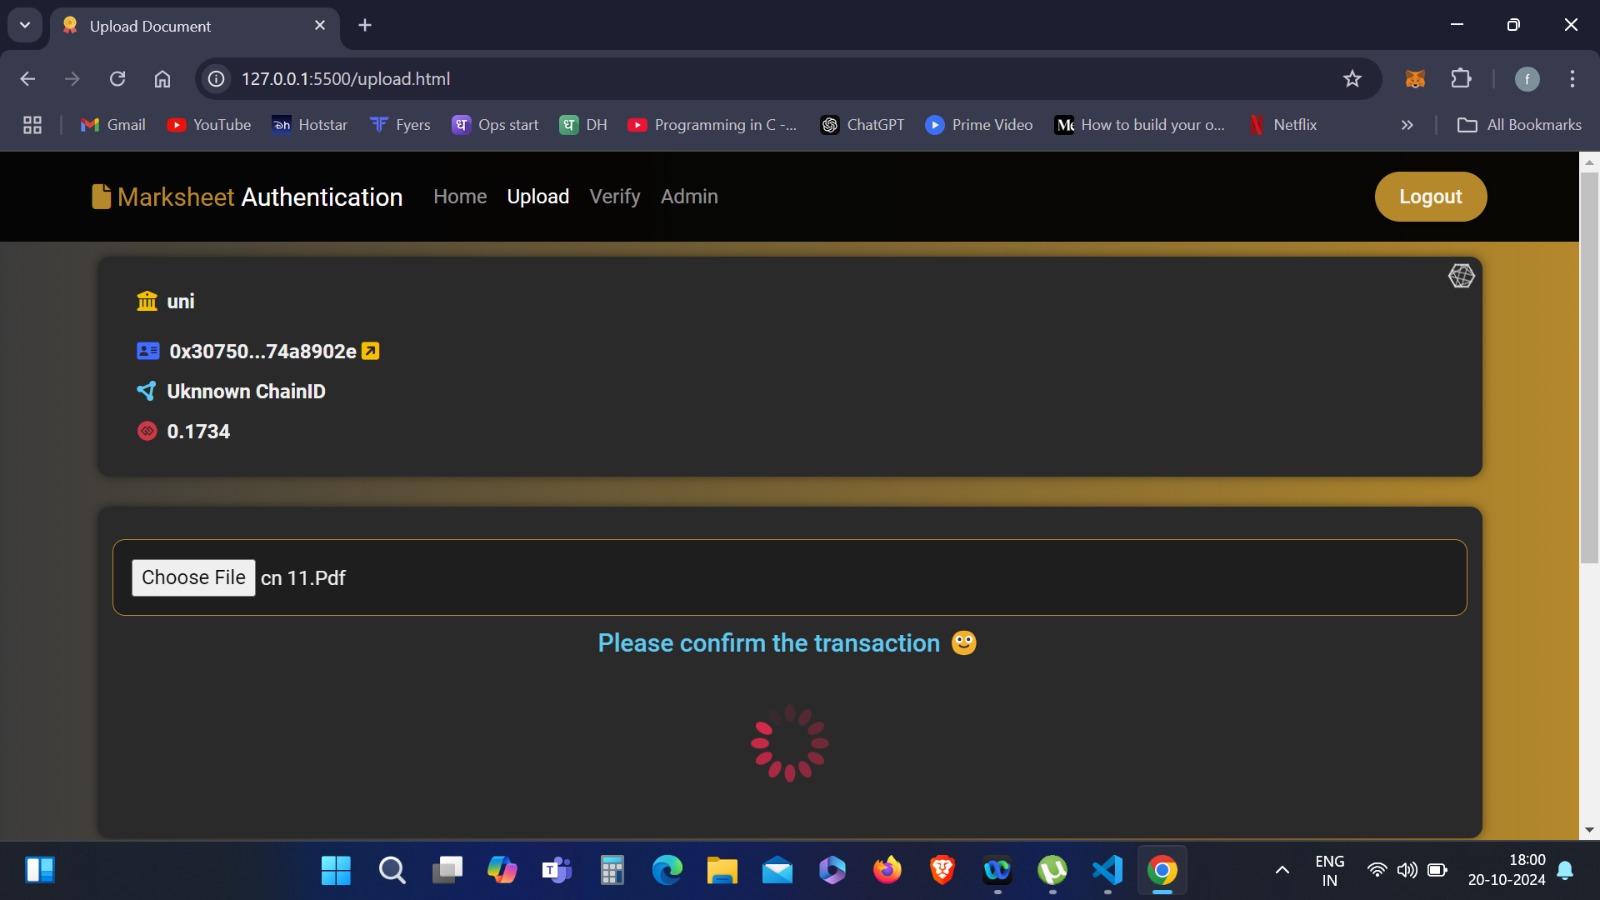 Upload Document
127.0.0.1:5500/upload.html
f
Gmail YouTube Dh Hotstar Fyers Ops start DH Programming in C -... ChatGPT Prime Video Me How to build your o... Netflix All Bookmarks
Marksheet Authentication Home Upload Verify Admin Logout
uni
0x30750...74a8902e
Uknnown ChainID
0.1734
Choose File cn 11.Pdf
Please confirm the transaction
ENG 18:00
IN 20-10-2024